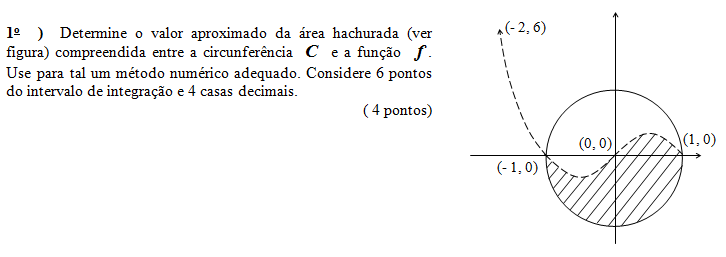 1º ) Determine o valor aproximado da área hachurada (ver
figura) compreendida entre a circunferência C e a função f.
Use para tal um método numérico adequado. Considere 6 pontos
do intervalo de integração e 4 casas decimais.
( 4 pontos)
(- 2, 6)
(0, 0)
(1, 0)
(- 1, 0)